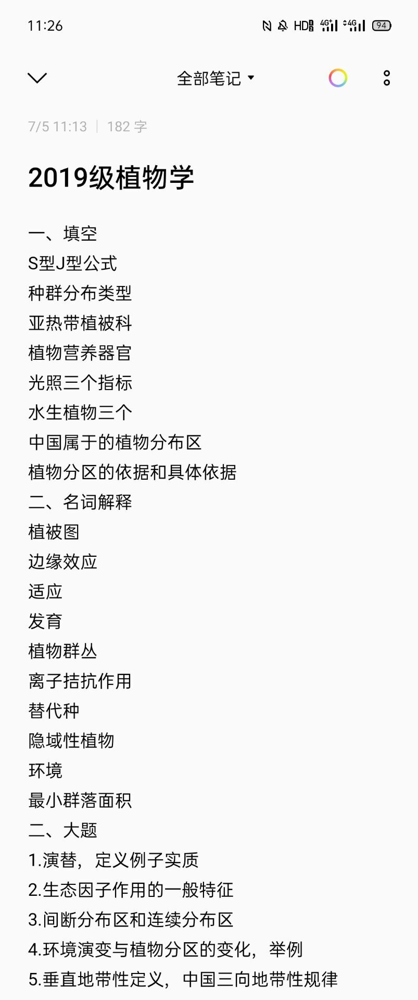 11:26
HD 1 2 4G+ 4G 94
全部笔记
7/5 11:13 | 182 字
2019级植物学
一、填空
S型J型公式
种群分布类型
亚热带植被科
植物营养器官
光照三个指标
水生植物三个
中国属于的植物分布区
植物分区的依据和具体依据
二、名词解释
植被图
边缘效应
适应
发育
植物群丛
离子拮抗作用
替代种
隐域性植物
环境
最小群落面积
二、大题
1.演替，定义例子实质
2.生态因子作用的一般特征
3.间断分布区和连续分布区
4.环境演变与植物分区的变化，举例
5.垂直地带性定义，中国三向地带性规律